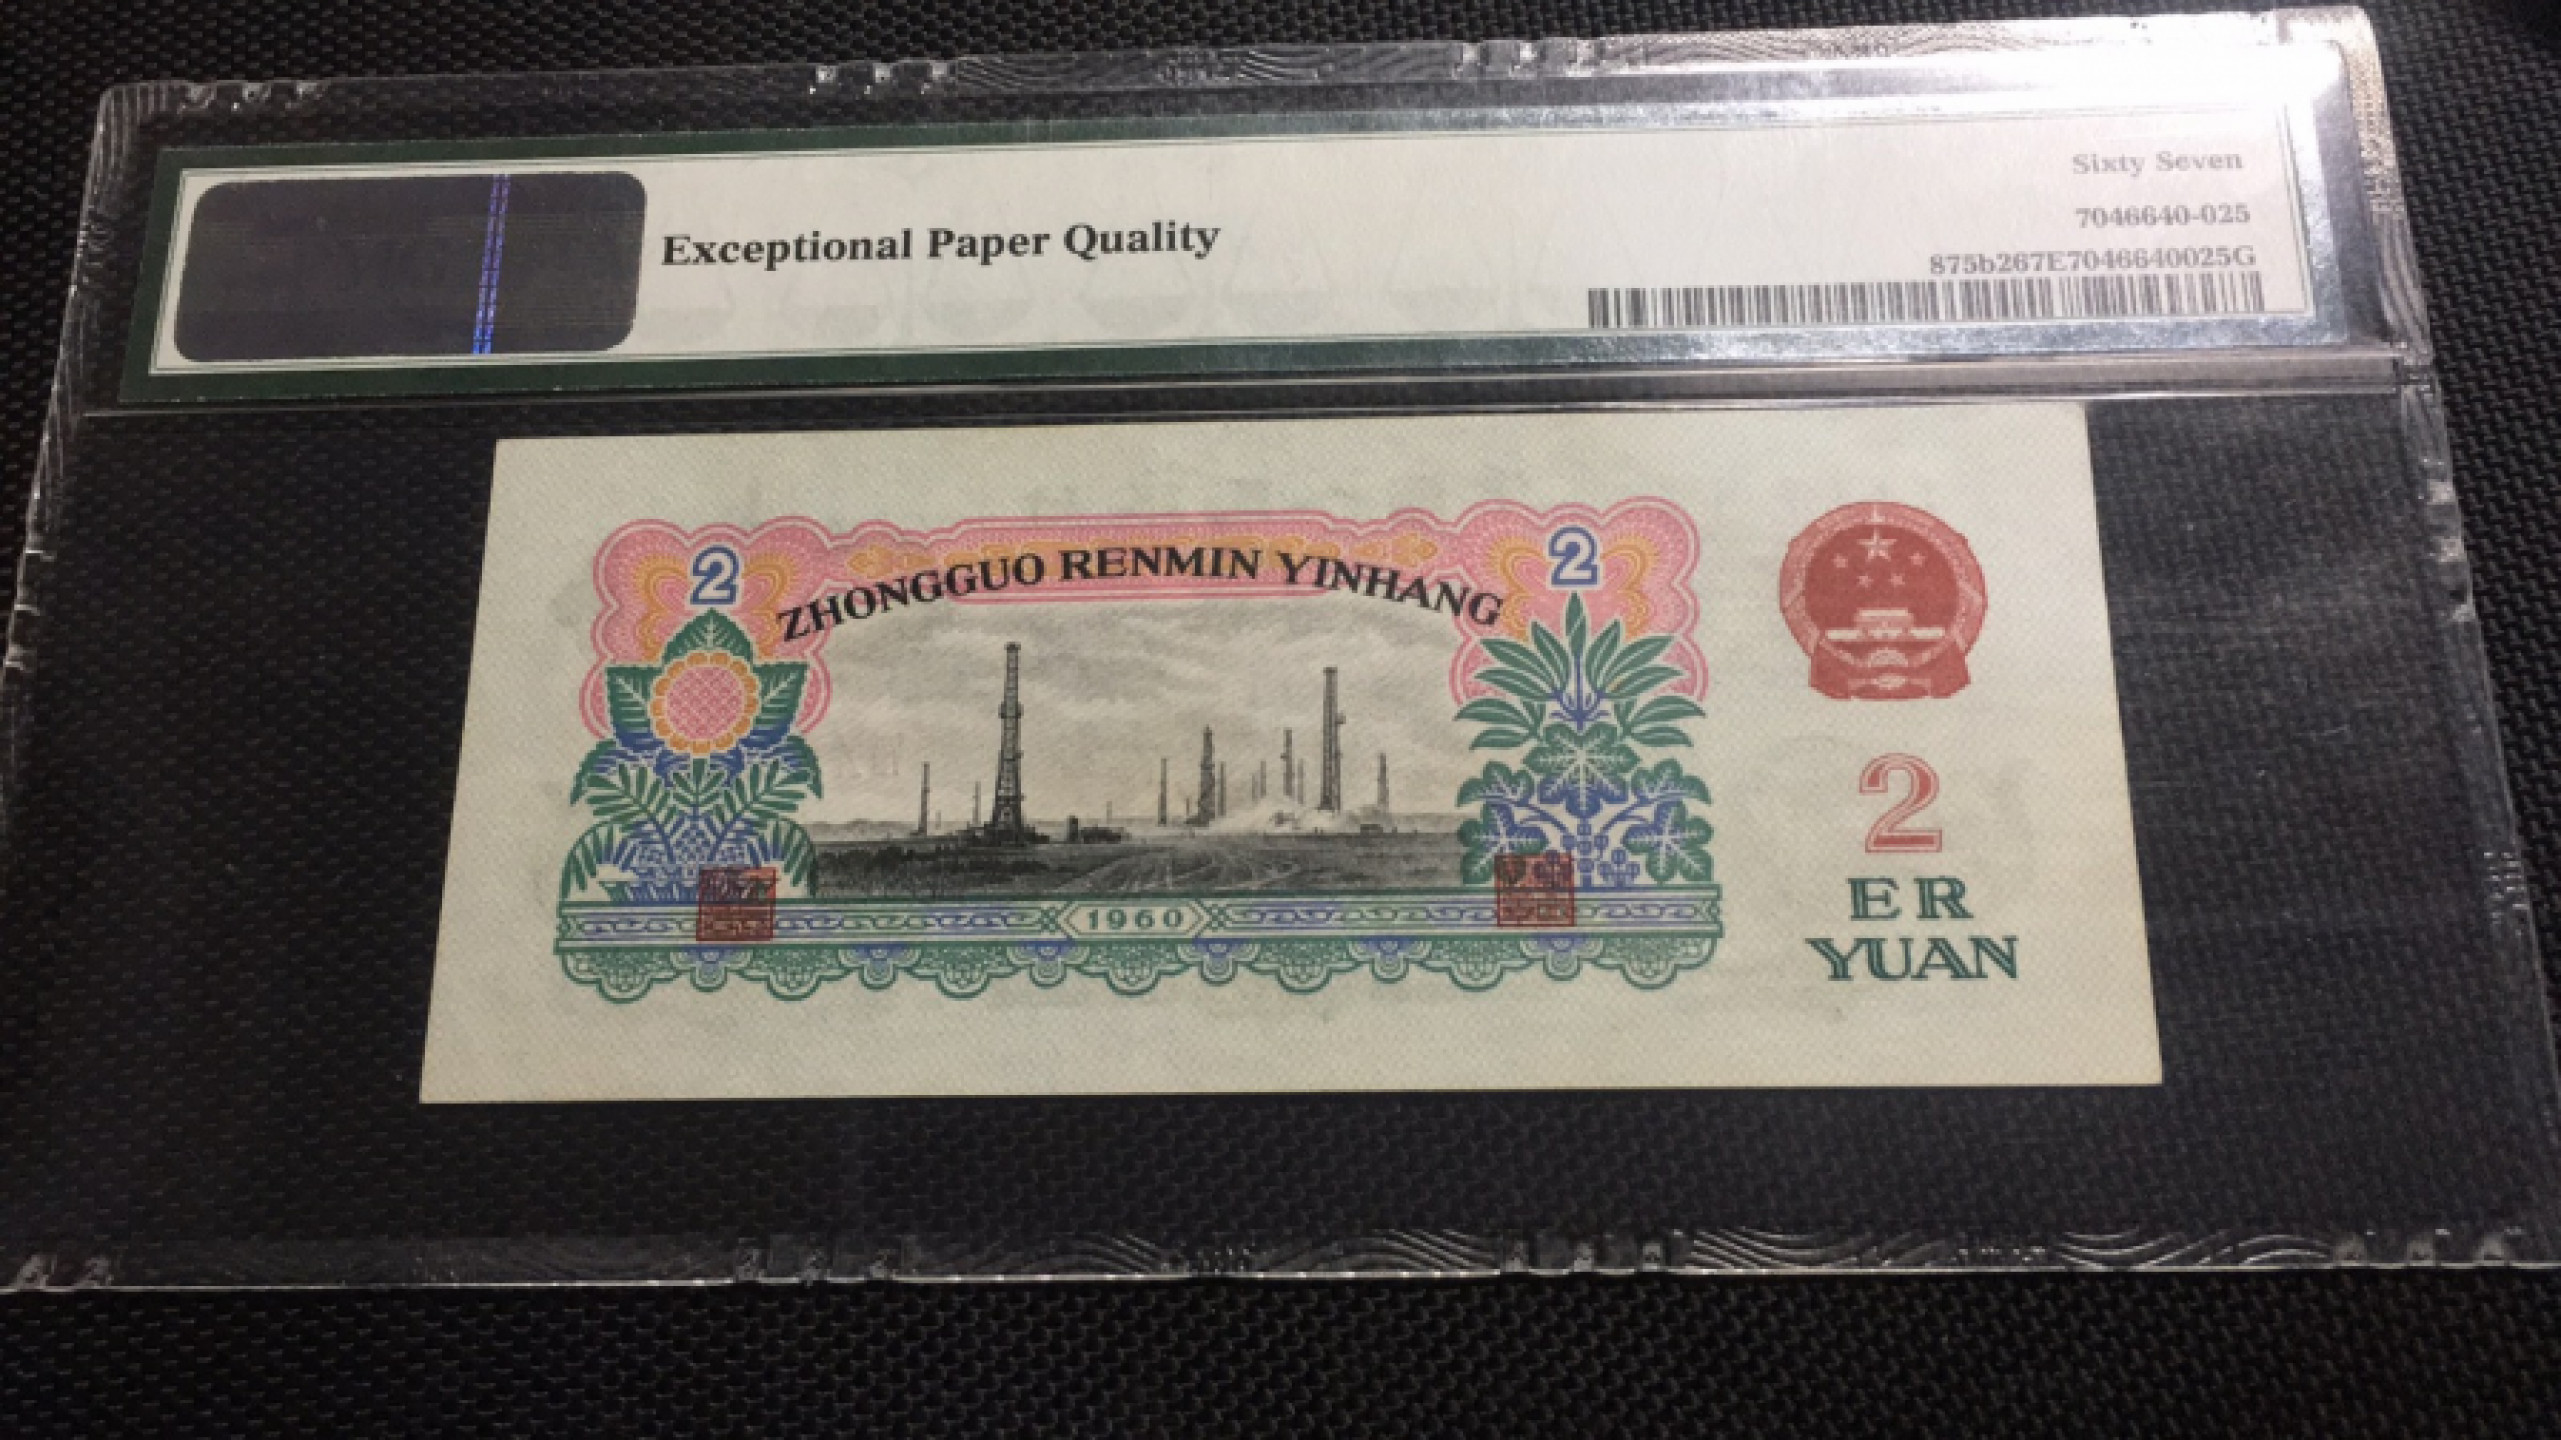 Sixty Seven
7046640-025
Exceptional Paper Quality
875b267E7046640025G
2
2
ZHONGGUO RENMIN YINHANG
2
ER
YUAN
1960